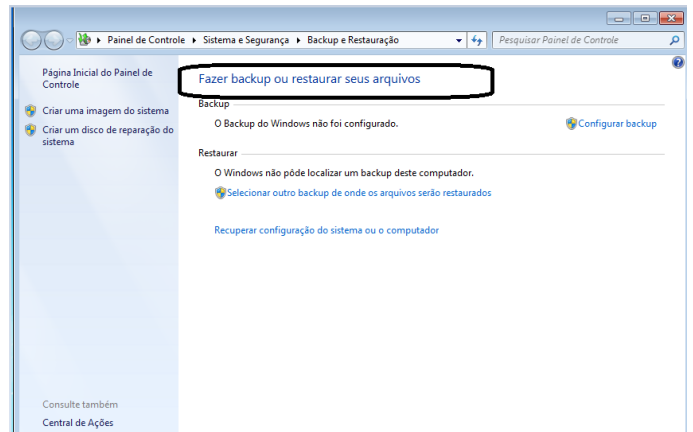 Painel de Controle ▸ Sistema e Segurança ▸ Backup e Restauração
Pesquisar Painel de Controle
Página Inicial do Painel de
Controle
Criar uma imagem do sistema
Criar um disco de reparação do
sistema
Fazer backup ou restaurar seus arquivos
Backup
O Backup do Windows não foi configurado.
Configurar backup
Restaurar
O Windows não pôde localizar um backup deste computador.
Selecionar outro backup de onde os arquivos serão restaurados
Recuperar configuração do sistema ou o computador
Consulte também
Central de Ações